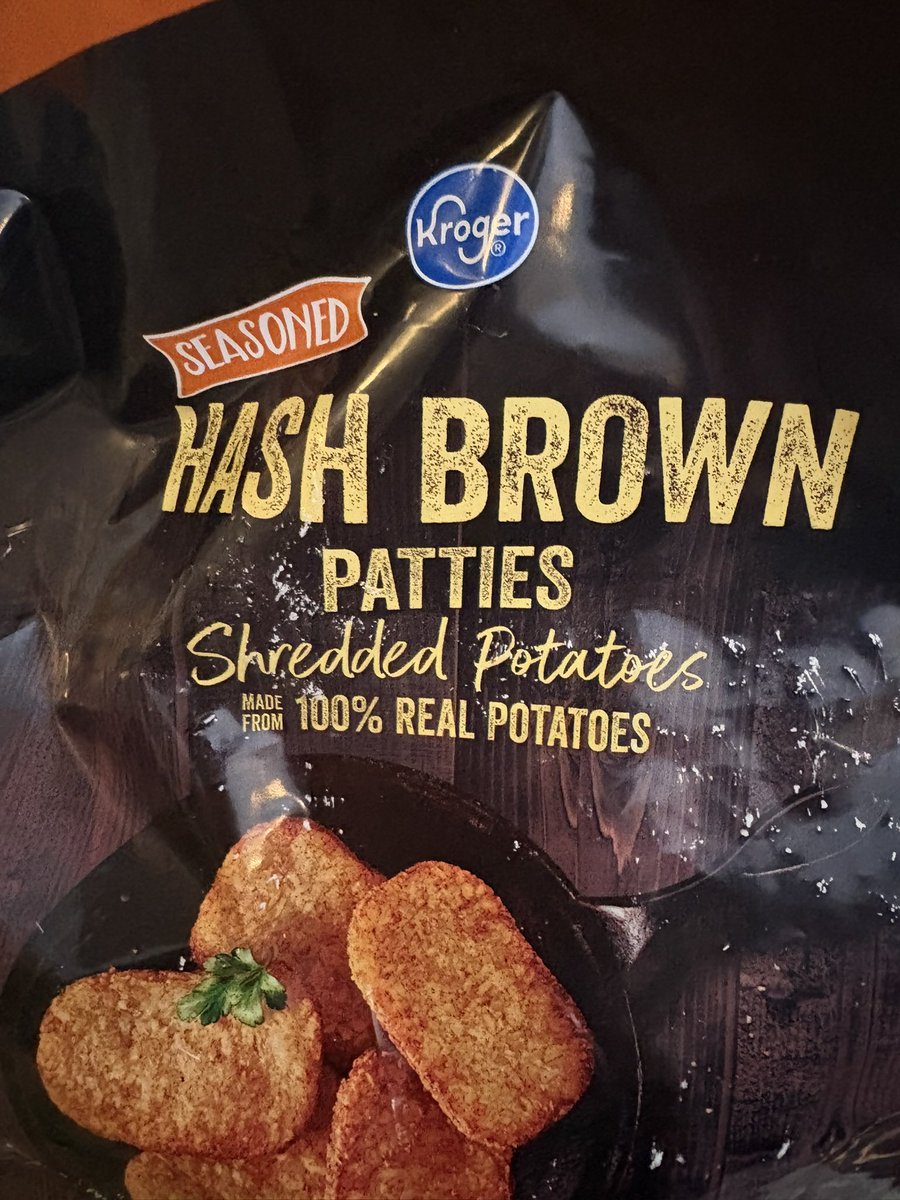 Kroger®
SEASONED
HASH BROWN
PATTIES
Shredded Potatoes
MADE
FROM 100% REAL POTATOES